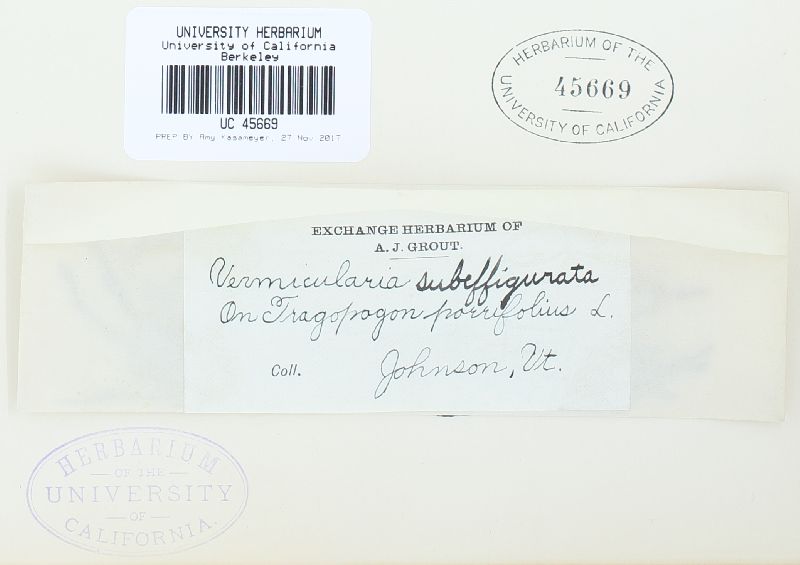 UNIVERSITY HERBARIUM
University of California
Berkeley
UC 45669
PREP BY Amy Kasameyer, 27 Nov 2017
HERBARIUM OF THE
45669
UNIVERSITY OF CALIFORNIA
EXCHANGE HERBARIUM OF
A. J. GROUT.
Vermicularia subeffigurata
On Tragopogon porrifolius L.
Coll. Johnson, Vt.
HERBARIUM
OF THE
UNIVERSITY
OF
CALIFORNIA.